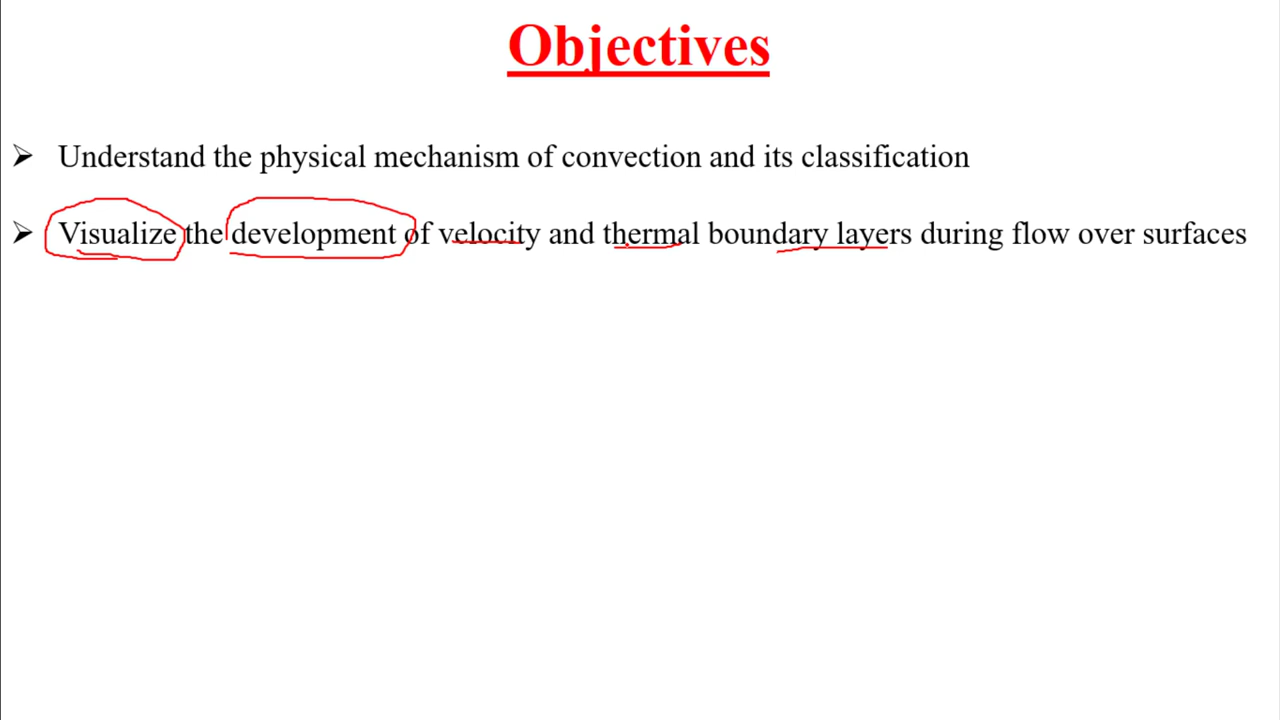 Objectives
➢ Understand the physical mechanism of convection and its classification
➢ Visualize the development of velocity and thermal boundary layers during flow over surfaces